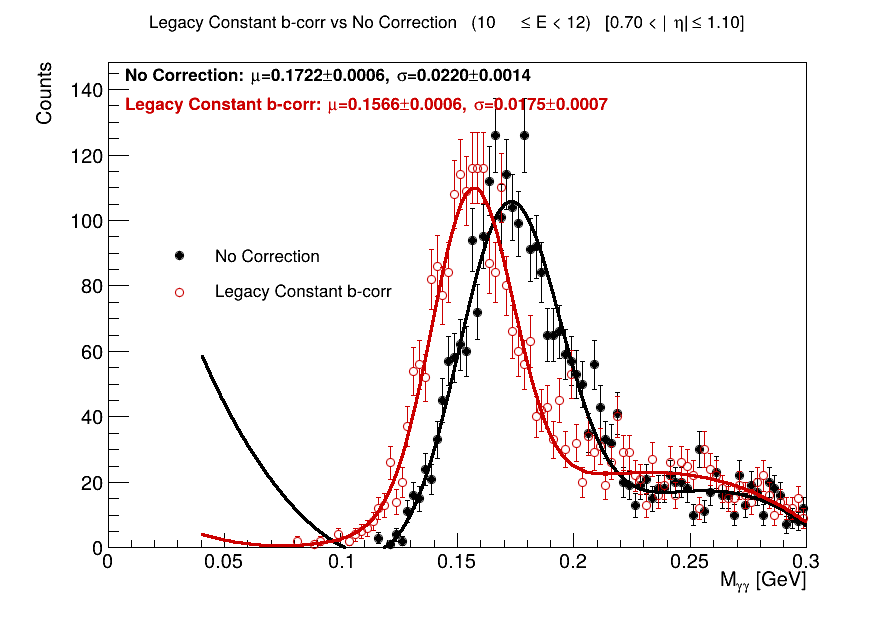 Legacy Constant b-corr vs No Correction (10 ≤ E < 12) [0.70 < | η| ≤ 1.10]
Counts
No Correction: μ=0.1722±0.0006, σ=0.0220±0.0014
Legacy Constant b-corr: μ=0.1566±0.0006, σ=0.0175±0.0007
140
120
100
80
60
40
20
0
No Correction
Legacy Constant b-corr
0 0.05 0.1 0.15 0.2 0.25 0.3
Mγγ [GeV]